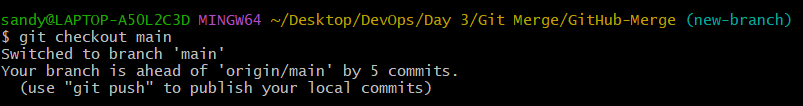 sandy@LAPTOP-A50L2C3D MINGW64 ~/Desktop/DevOps/Day 3/Git Merge/GitHub-Merge (new-branch)
$ git checkout main
Switched to branch 'main'
Your branch is ahead of 'origin/main' by 5 commits.
  (use "git push" to publish your local commits)